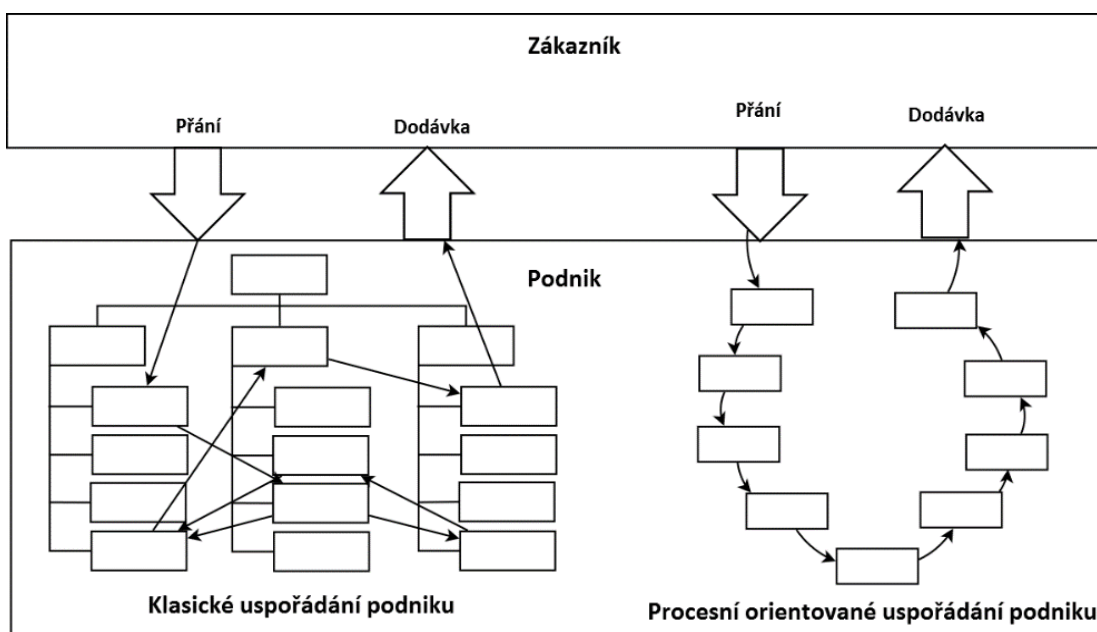 Zákazník
Přání
Dodávka
Přání
Dodávka
Podnik
Klasické uspořádání podniku
Procesní orientované uspořádání podniku